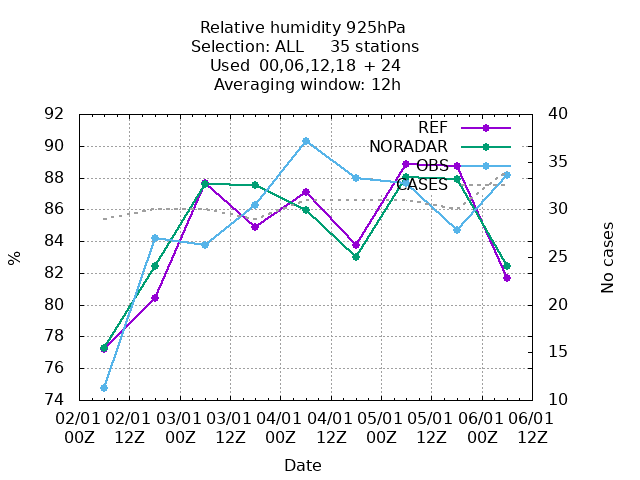 Relative humidity 925hPa
Selection: ALL     35 stations
Used  00,06,12,18 + 24
Averaging window: 12h
92
90
88
86
84
82
80
78
76
74
%
40
35
30
25
20
15
10
No cases
REF
NORADAR
OBS
CASES
02/01 02/01 03/01 03/01 04/01 04/01 05/01 05/01 06/01 06/01
00Z 12Z 00Z 12Z 00Z 12Z 00Z 12Z 00Z 12Z
Date